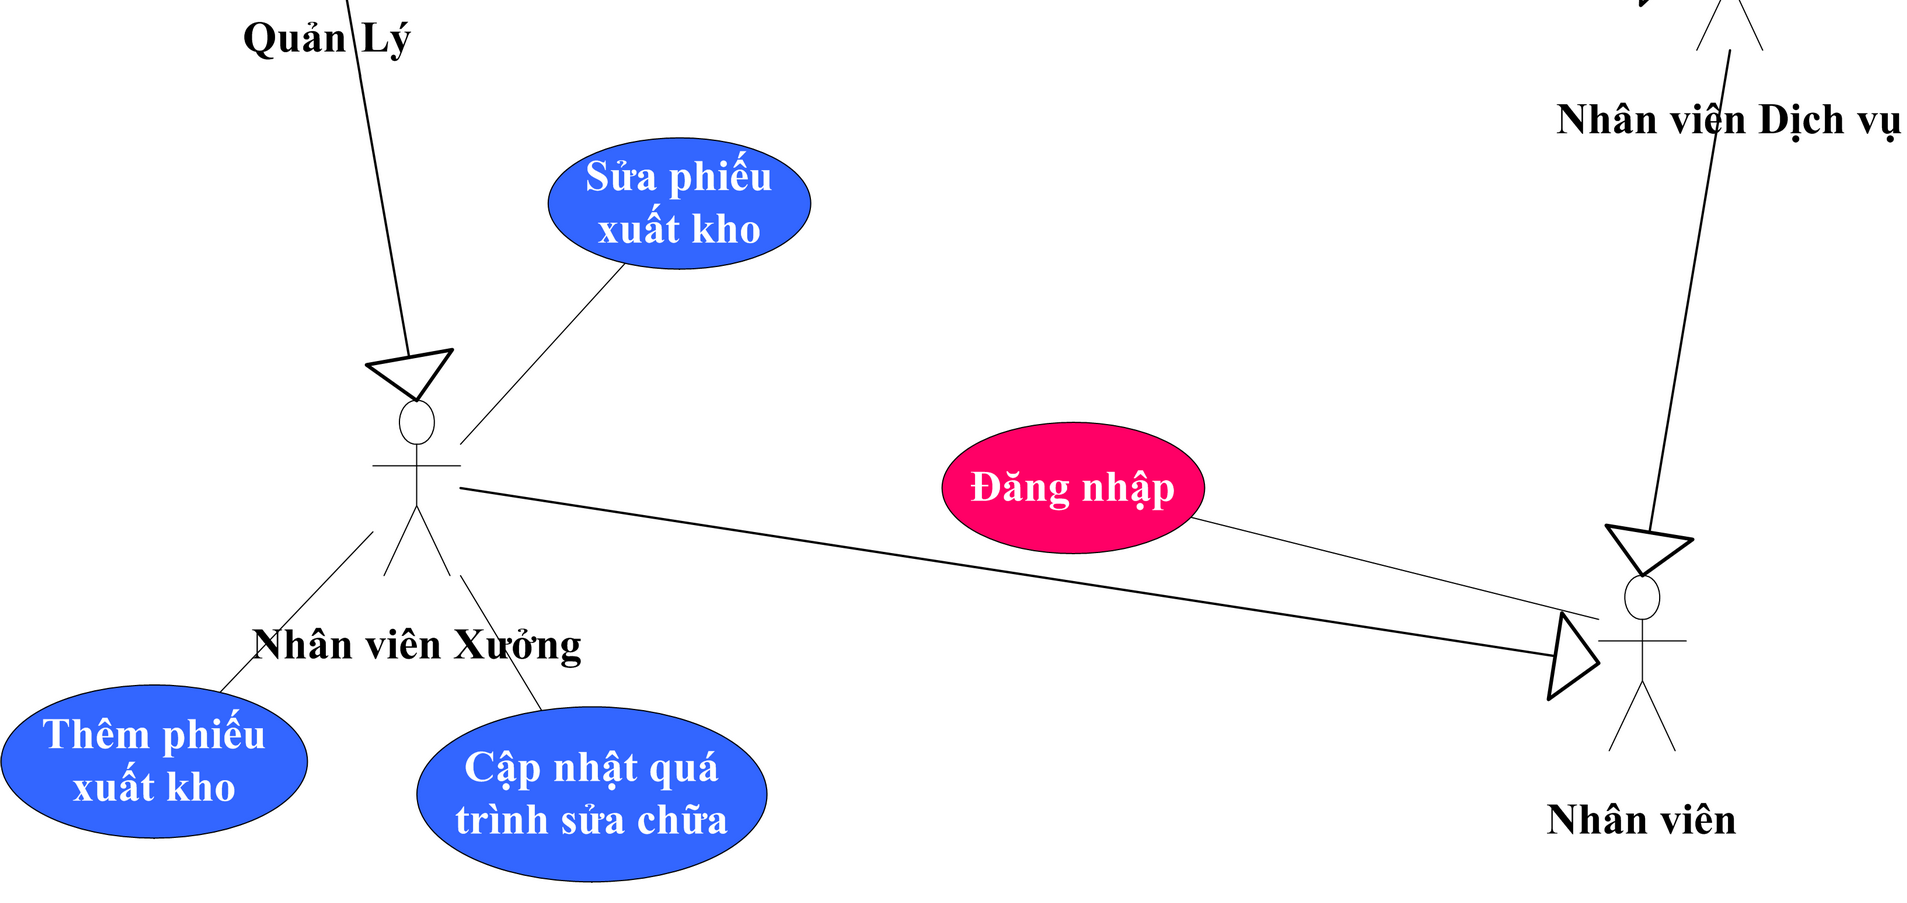 Quản Lý
Nhân viên Dịch vụ
Sửa phiếu
xuất kho
Đăng nhập
Nhân viên Xưởng
Thêm phiếu
xuất kho
Cập nhật quá
trình sửa chữa
Nhân viên